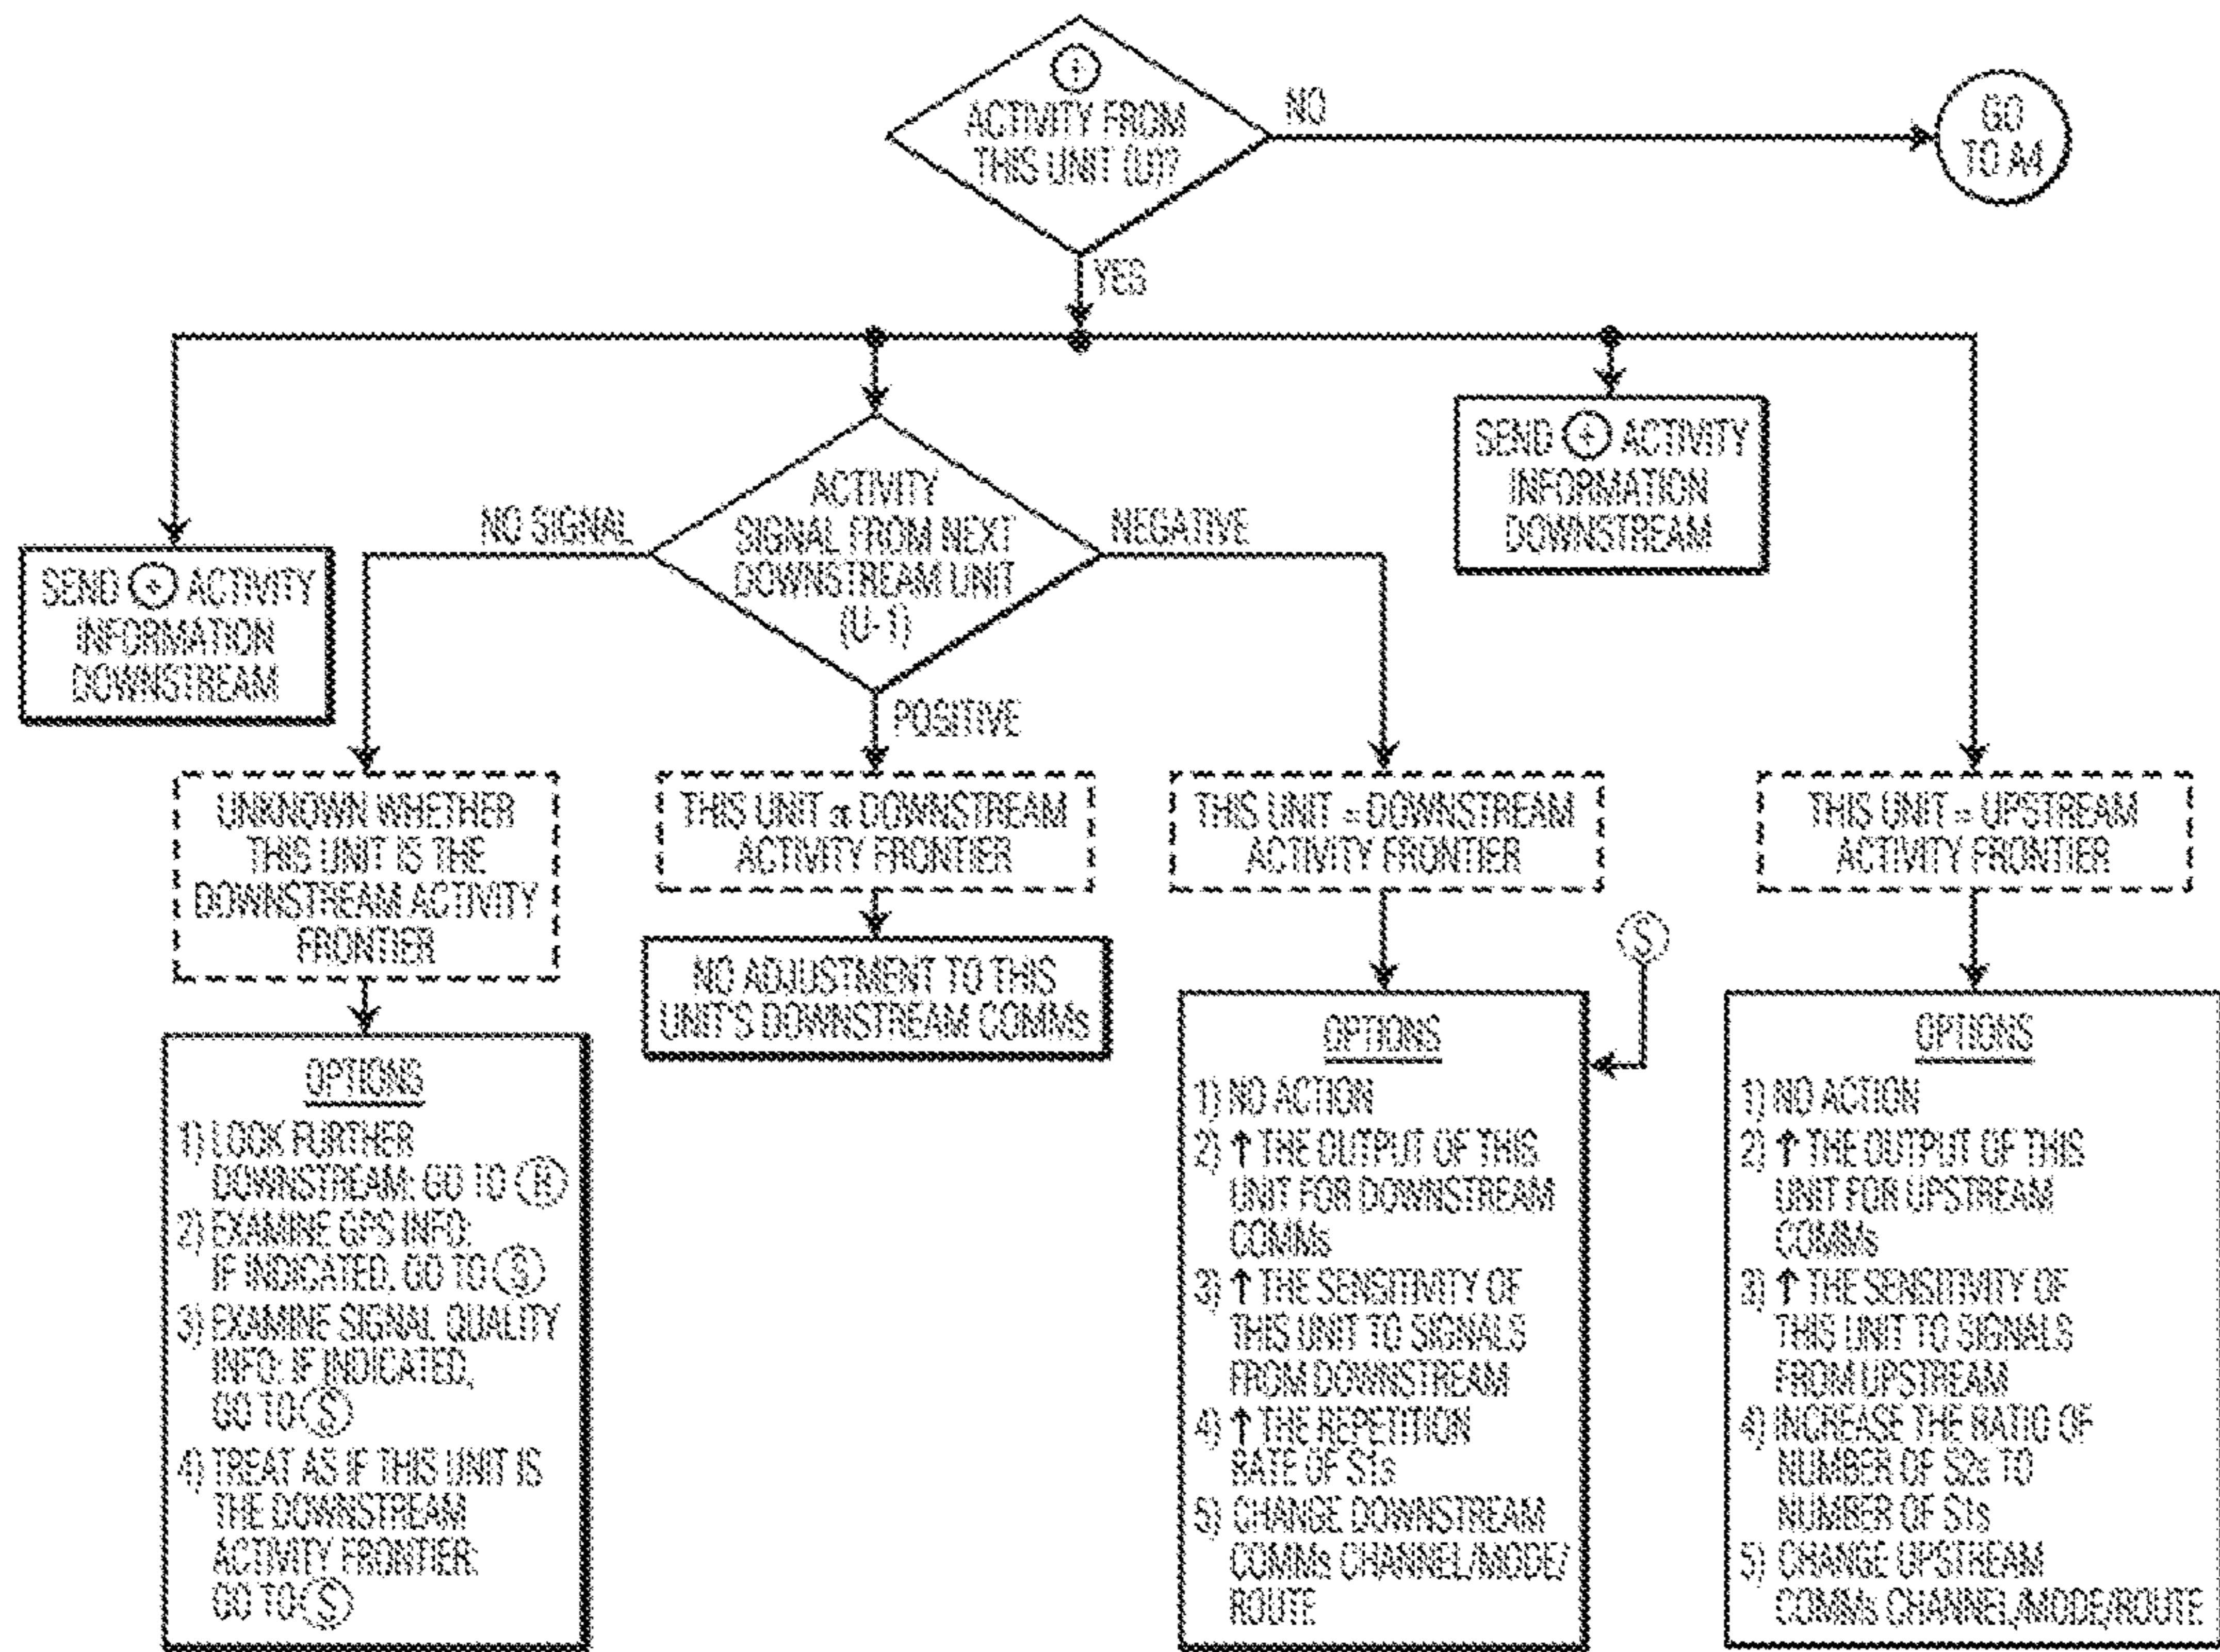 ⊕
ACTIVITY FROM
THIS UNIT (U)?
NO
GO
TO A4
YES
SEND ⊕ ACTIVITY
INFORMATION
DOWNSTREAM
NO SIGNAL
ACTIVITY
SIGNAL FROM NEXT
DOWNSTREAM UNIT
(U-1)
NEGATIVE
POSITIVE
SEND ⊕ ACTIVITY
INFORMATION
DOWNSTREAM
UNKNOWN WHETHER
THIS UNIT IS THE
DOWNSTREAM ACTIVITY
FRONTIER
OPTIONS
1) LOOK FURTHER
DOWNSTREAM: GO TO Ⓡ
2) EXAMINE GPS INFO:
IF INDICATED, GO TO Ⓢ
3) EXAMINE SIGNAL QUALITY
INFO: IF INDICATED,
GO TO Ⓢ
4) TREAT AS IF THIS UNIT IS
THE DOWNSTREAM
ACTIVITY FRONTIER:
GO TO Ⓢ
THIS UNIT ≠ DOWNSTREAM
ACTIVITY FRONTIER
NO ADJUSTMENT TO THIS
UNIT'S DOWNSTREAM COMMs
THIS UNIT = DOWNSTREAM
ACTIVITY FRONTIER
Ⓢ
OPTIONS
1) NO ACTION
2) ↑ THE OUTPUT OF THIS
UNIT FOR DOWNSTREAM
COMMs
3) ↑ THE SENSITIVITY OF
THIS UNIT TO SIGNALS
FROM DOWNSTREAM
4) ↑ THE REPETITION
RATE OF S1s
5) CHANGE DOWNSTREAM
COMMs CHANNEL/MODE/
ROUTE
THIS UNIT = UPSTREAM
ACTIVITY FRONTIER
OPTIONS
1) NO ACTION
2) ↑ THE OUTPUT OF THIS
UNIT FOR UPSTREAM
COMMs
3) ↑ THE SENSITIVITY OF
THIS UNIT TO SIGNALS
FROM UPSTREAM
4) INCREASE THE RATIO OF
NUMBER OF S2s TO
NUMBER OF S1s
5) CHANGE UPSTREAM
COMMs CHANNEL/MODE/ROUTE